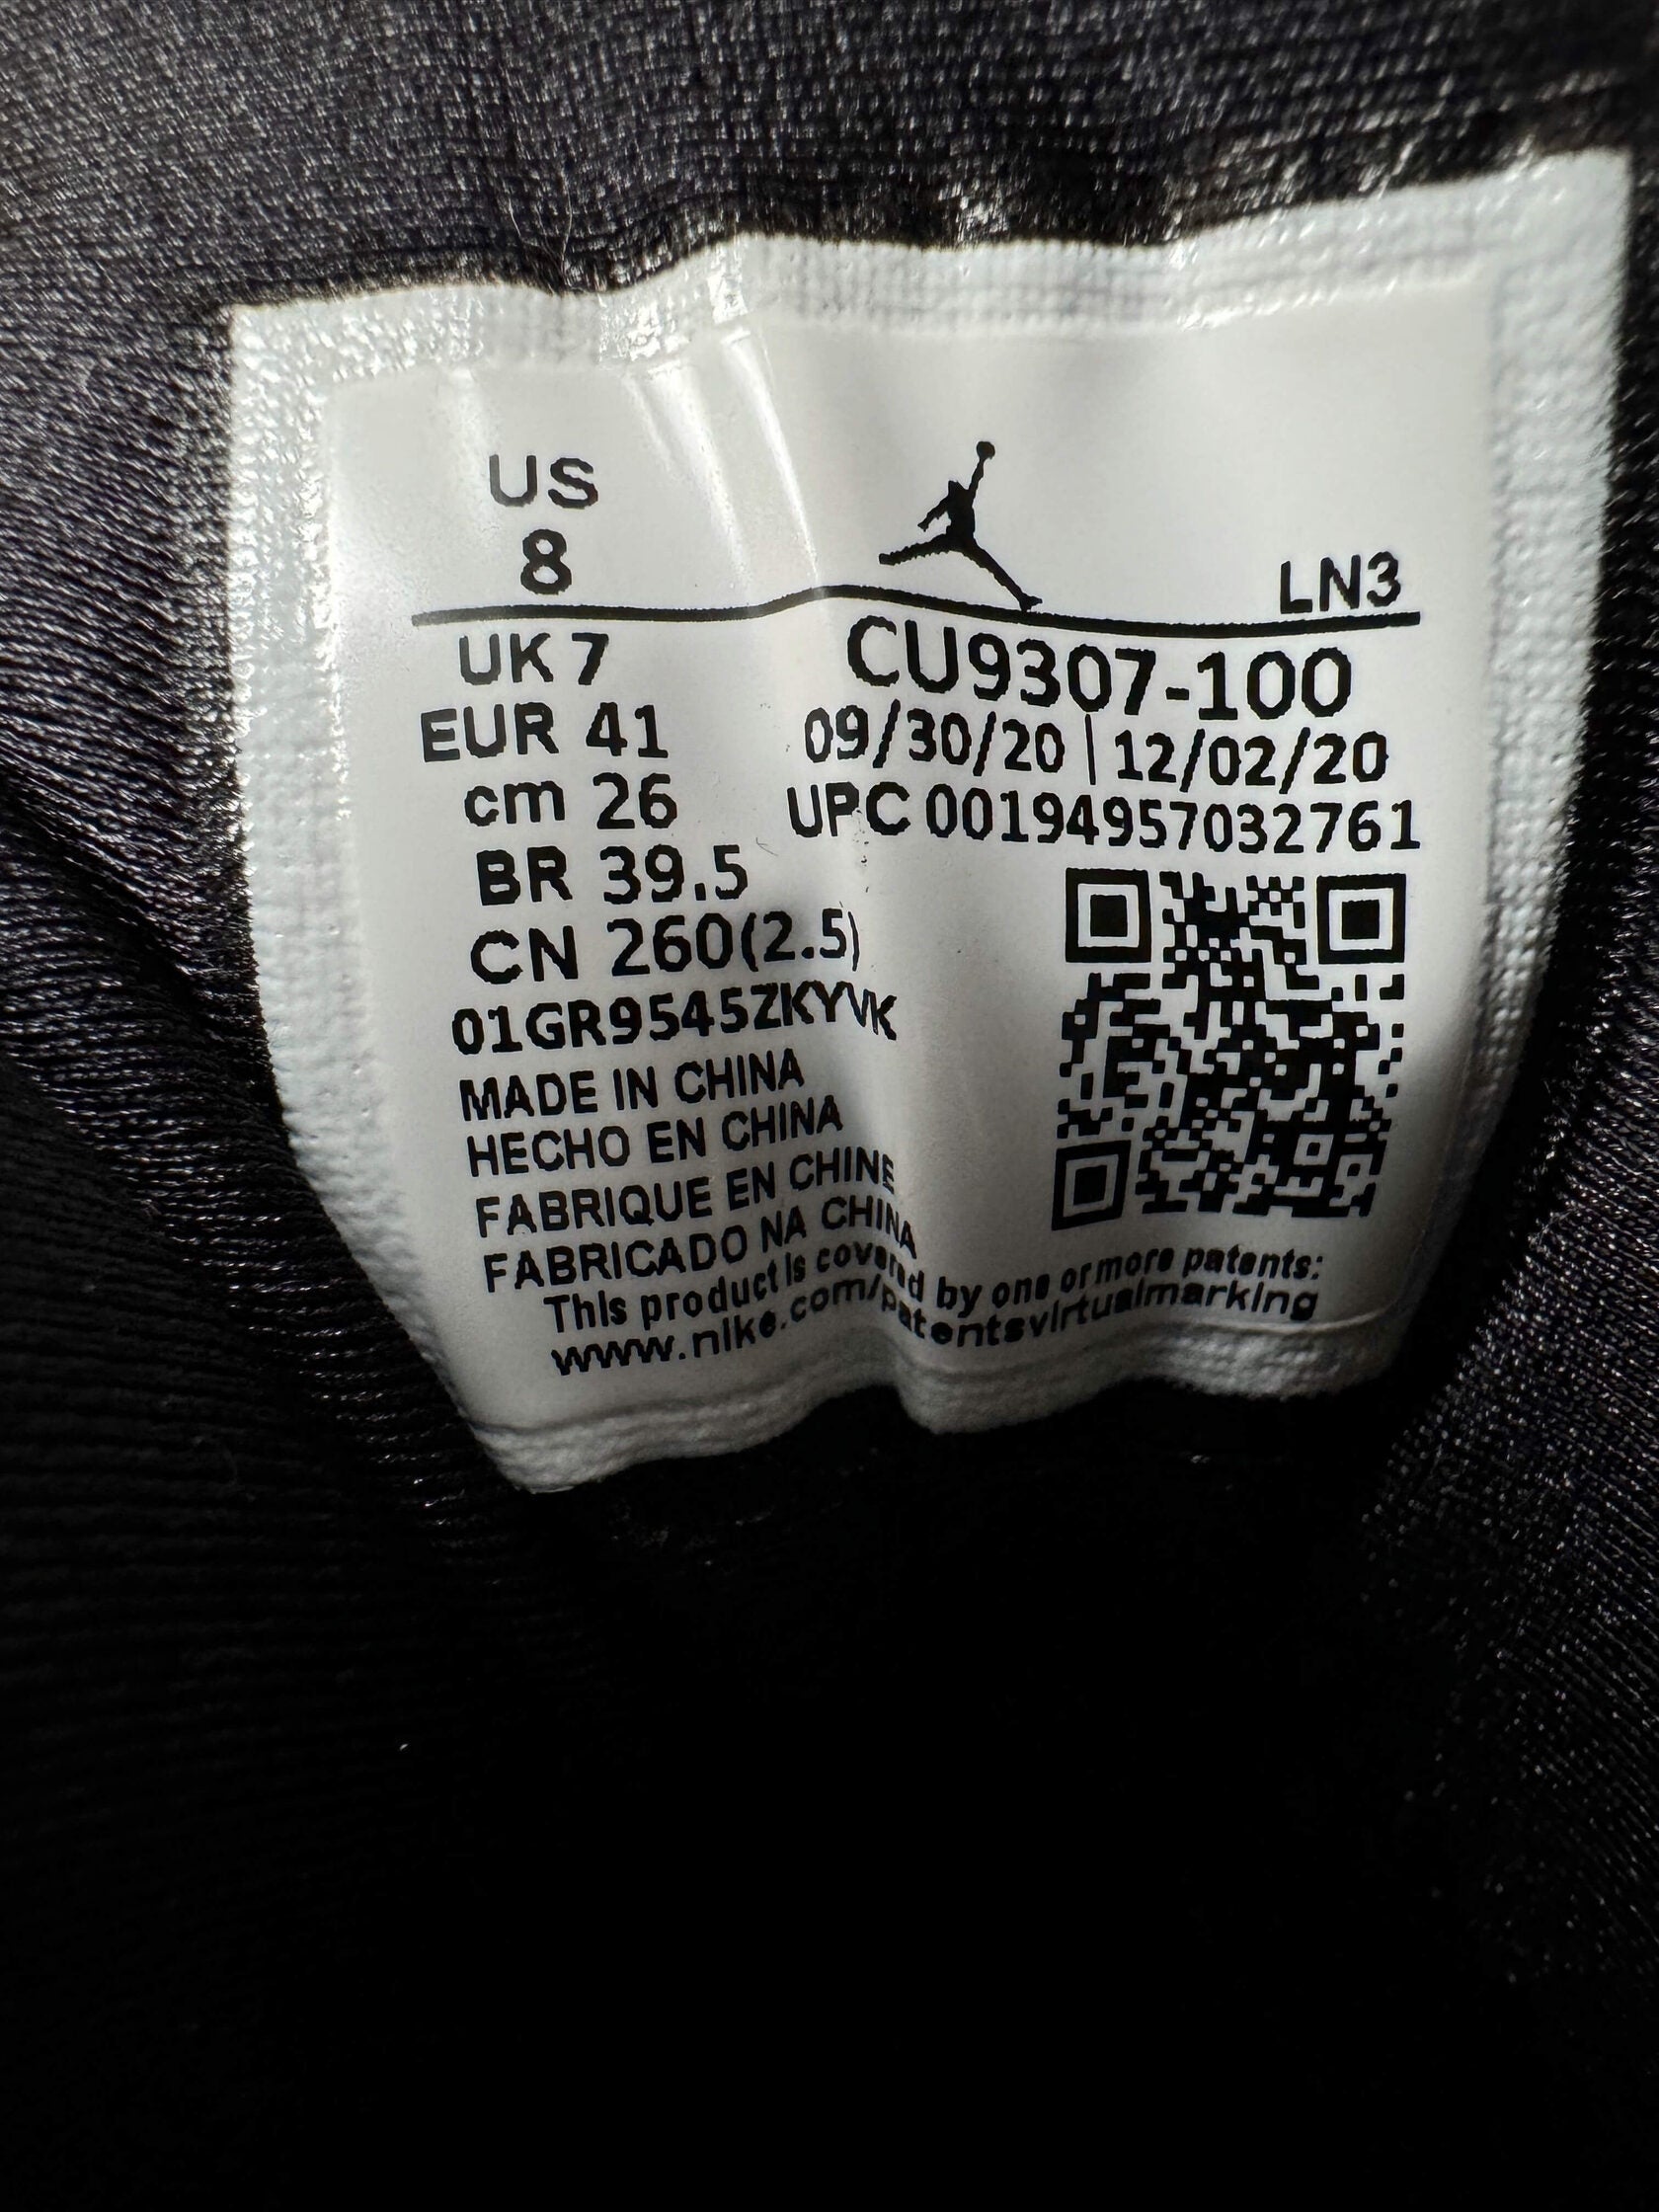 US
8
LN3
UK 7
CU9307-100
EUR 41
09/30/20 | 12/02/20
cm 26
UPC 00194957032761
BR 39.5
CN 260(2.5)
01GR9545ZKYVK
MADE IN CHINA
HECHO EN CHINA
FABRIQUE EN CHINE
FABRICADO NA CHINA
This product is covered by one or more patents:
www.nike.com/patentsvirtualmarking